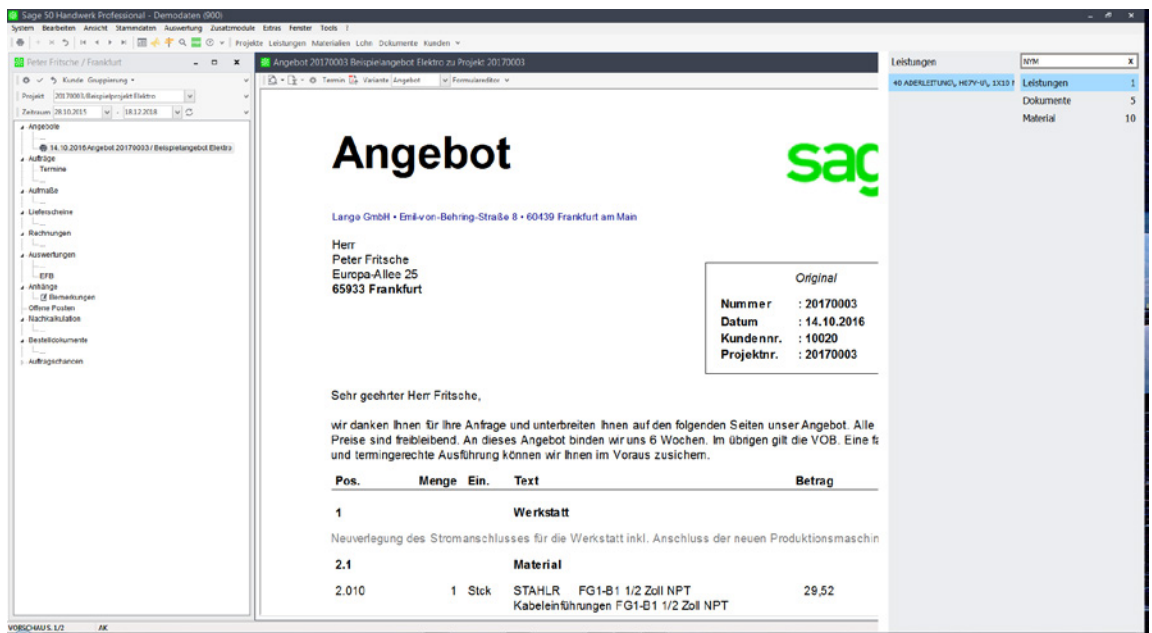 Sage 50 Handwerk Professional - Demodaten (900)
System Bearbeiten Ansicht Stammdaten Auswertung Zusatzmodule Extras Fenster Tools ?
Projekte Leistungen Materialien Lohn Dokumente Kunden
Peter Fritsche / Frankfurt
Kunde Gruppierung
Projekt 20170003/Beispielprojekt Elektro
Zeitraum 28.10.2015 - 18.12.2018
Angebote
...
14.10.2016 Angebot 20170003 / Beispielangebot Elektro
Aufträge
Termine
...
Aufmaße
...
Lieferscheine
...
Rechnungen
...
Auswertungen
...
EFB
Anhänge
Bemerkungen
Offene Posten
Nachkalkulation
...
Bestelldokumente
...
Auftragschancen
VORSCHAU S. 1/2 AK
Angebot 20170003 Beispielangebot Elektro zu Projekt 20170003
Termin Variante Angebot Formulareditor
Angebot
sag
Lange GmbH • Emil-von-Behring-Straße 8 • 60439 Frankfurt am Main
Herr
Peter Fritsche
Europa-Allee 25
65933 Frankfurt
Original
Nummer : 20170003
Datum : 14.10.2016
Kundennr. : 10020
Projektnr. : 20170003
Sehr geehrter Herr Fritsche,
wir danken Ihnen für Ihre Anfrage und unterbreiten Ihnen auf den folgenden Seiten unser Angebot. Alle
Preise sind freibleibend. An dieses Angebot binden wir uns 6 Wochen. Im übrigen gilt die VOB. Eine fa
und termingerechte Ausführung können wir Ihnen im Voraus zusichern.
Pos. Menge Ein. Text Betrag
1 Werkstatt
Neuverlegung des Stromanschlusses für die Werkstatt inkl. Anschluss der neuen Produktionsmaschin
2.1 Material
2.010 1 Stck STAHLR FG1-B1 1/2 Zoll NPT 29,52
Kabeleinführungen FG1-B1 1/2 Zoll NPT
Leistungen
NYM X
Leistungen 1
Dokumente 5
Material 10